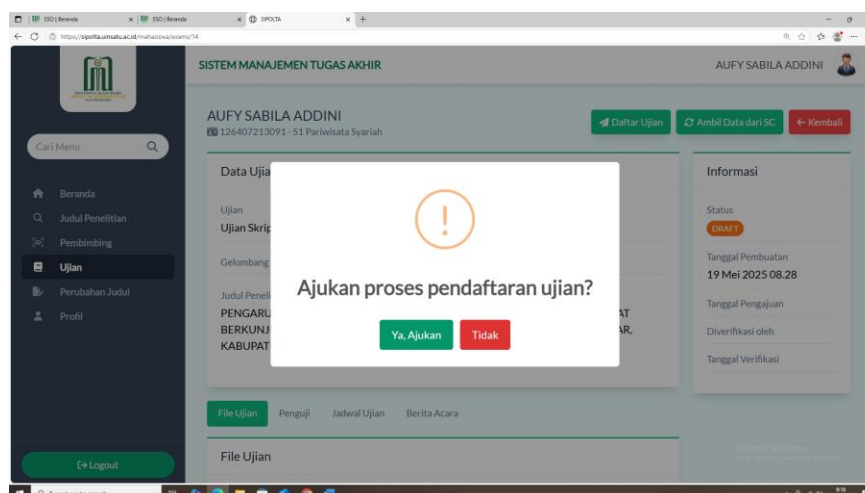 SSO | Beranda
SSO | Beranda
SIPOLTA
https://sipolta.uinsatu.ac.id/mahasiswa/exams/14
SISTEM MANAJEMEN TUGAS AKHIR
AUFY SABILA ADDINI
AUFY SABILA ADDINI
126407213091 - S1 Pariwisata Syariah
Daftar Ujian
Ambil Data dari SC
Kembali
Cari Menu
Beranda
Judul Penelitian
Pembimbing
Ujian
Perubahan Judul
Profil
Logout
Data Ujia
Ujian
Ujian Skrip
Gelombang
Judul Peneli
PENGARU
AT
BERKUNJ
AR,
KABUPAT
Ajukan proses pendaftaran ujian?
Ya, Ajukan
Tidak
Informasi
Status
DRAFT
Tanggal Pembuatan
19 Mei 2025 08.28
Tanggal Pengajuan
Diverifikasi oleh
Tanggal Verifikasi
File Ujian
Penguji
Jadwal Ujian
Berita Acara
File Ujian